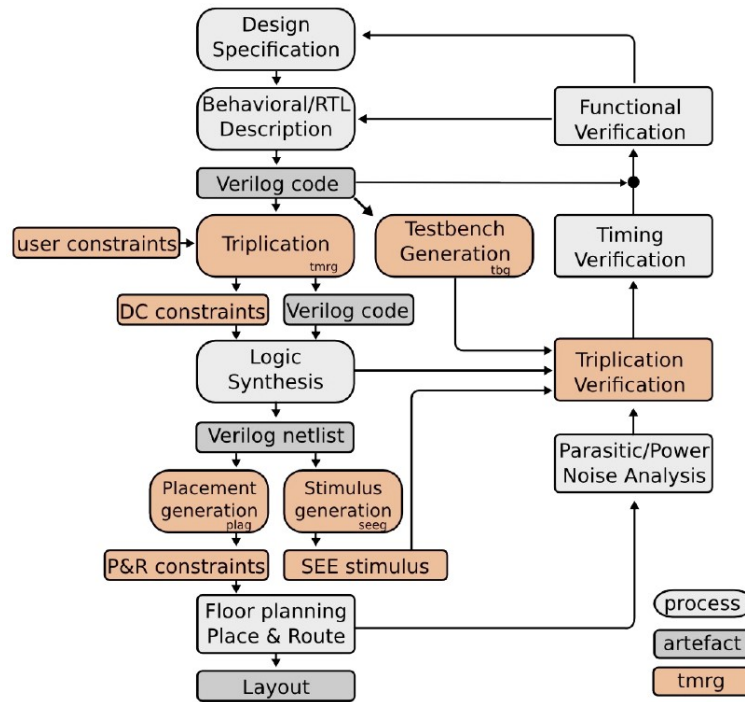 Design
Specification
Behavioral/RTL
Description
Functional
Verification
Verilog code
user constraints
Triplication
tmrg
Testbench
Generation
tbg
Timing
Verification
DC constraints
Verilog code
Logic
Synthesis
Triplication
Verification
Verilog netlist
Parasitic/Power
Noise Analysis
Placement
generation
plag
Stimulus
generation
seeg
P&R constraints
SEE stimulus
Floor planning
Place & Route
Layout
process
artefact
tmrg